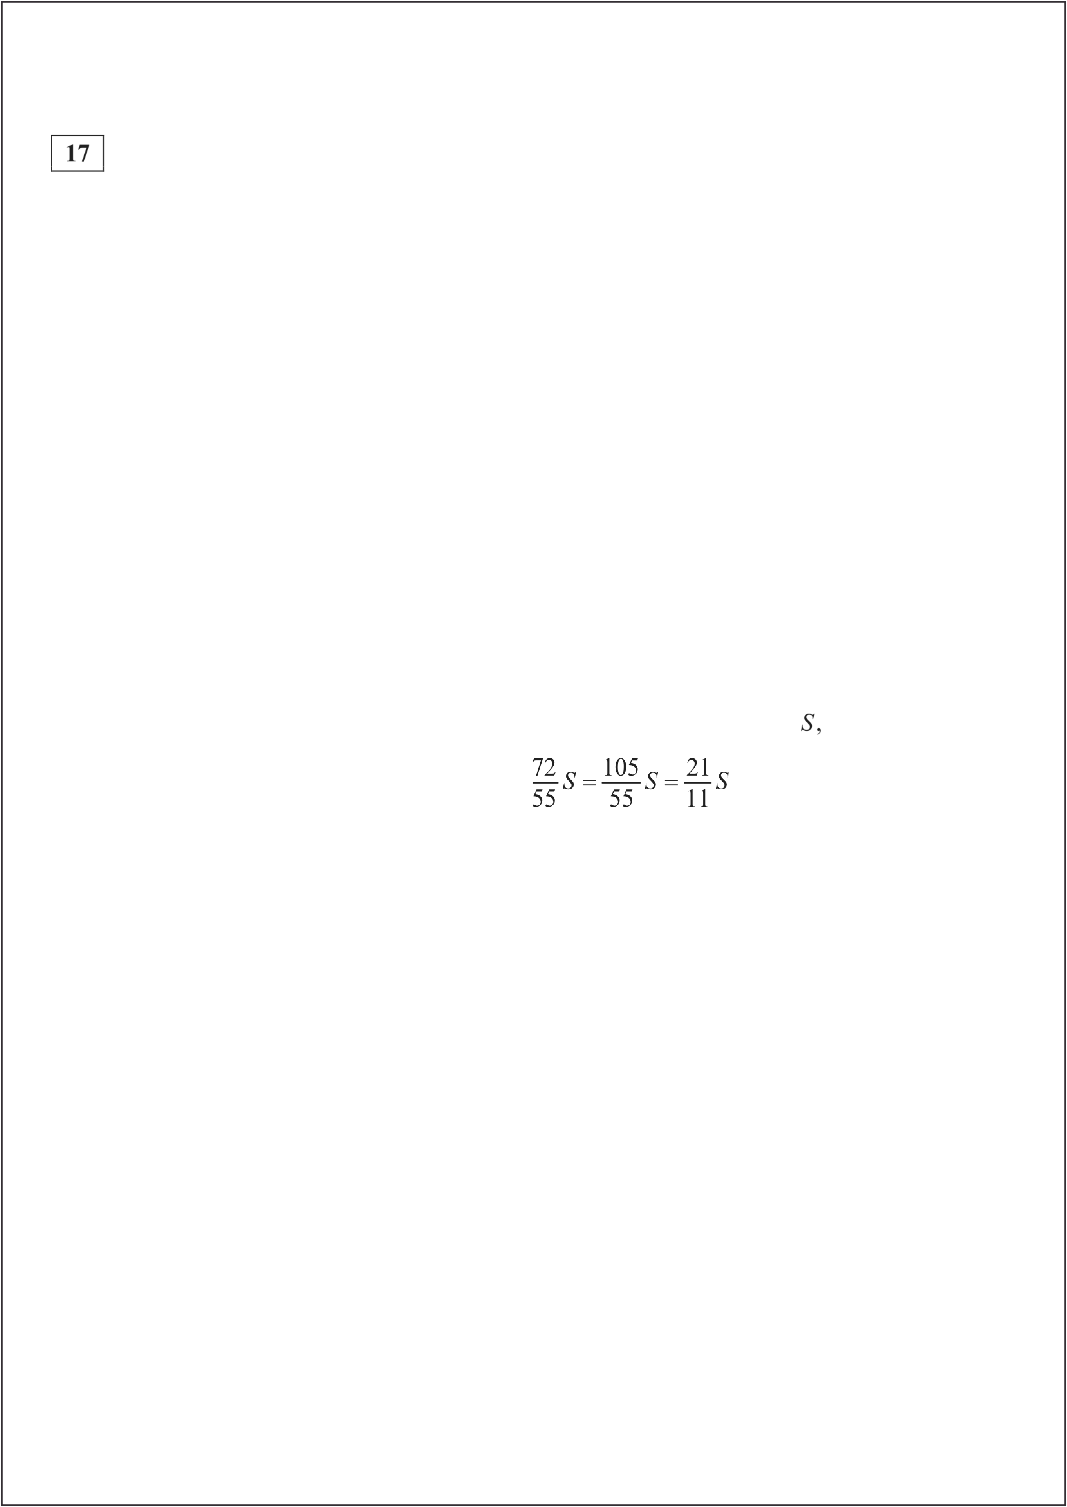 17
S,
72/55 S = 105/55 S = 21/11 S